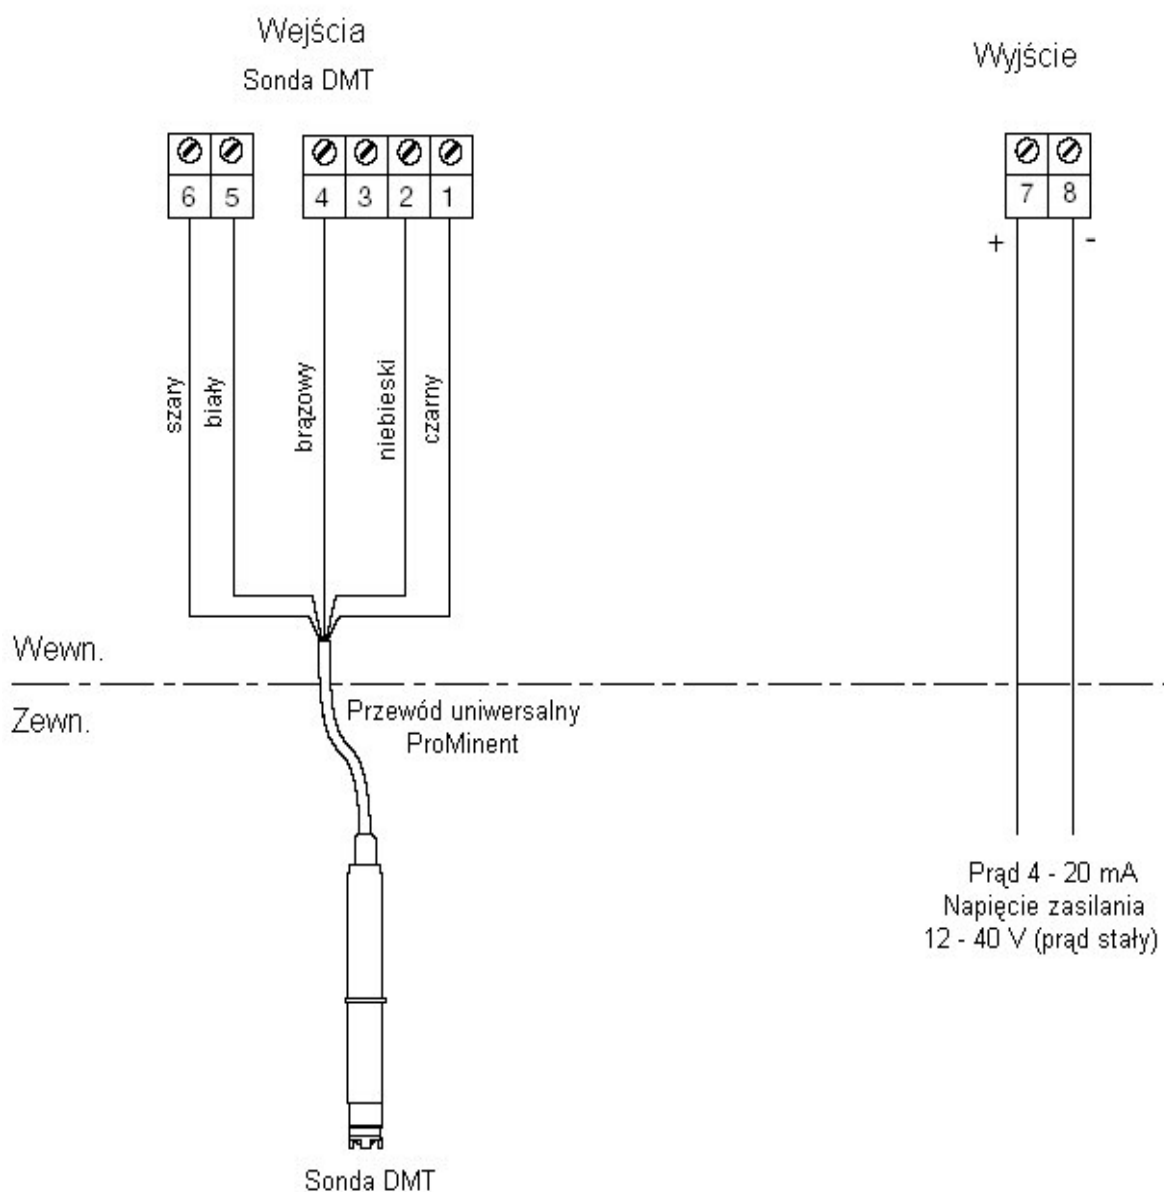 Wejścia
Wyjście
Sonda DMT
6 5 4 3 2 1 7 8
+ -
szary
biały
brązowy
niebieski
czarny
Wewn.
Zewn.
Przewód uniwersalny
ProMinent
Prąd 4 - 20 mA
Napięcie zasilania
12 - 40 V (prąd stały)
Sonda DMT